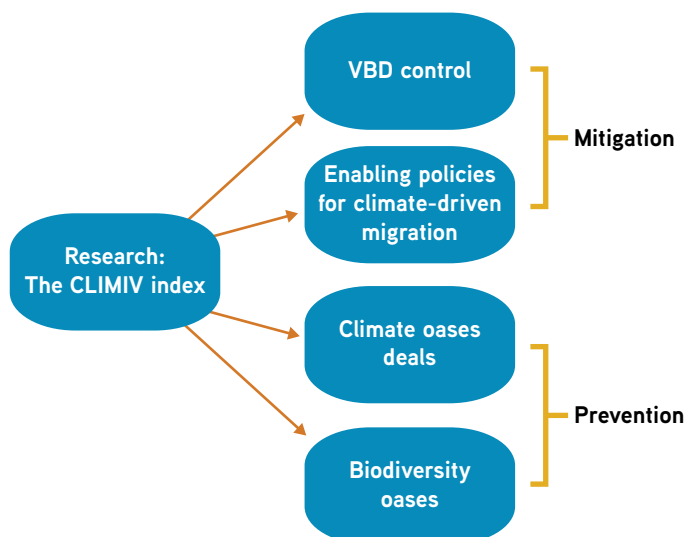 VBD control
Enabling policies
for climate-driven
migration
Mitigation
Research:
The CLIMIV index
Climate oases
deals
Prevention
Biodiversity
oases